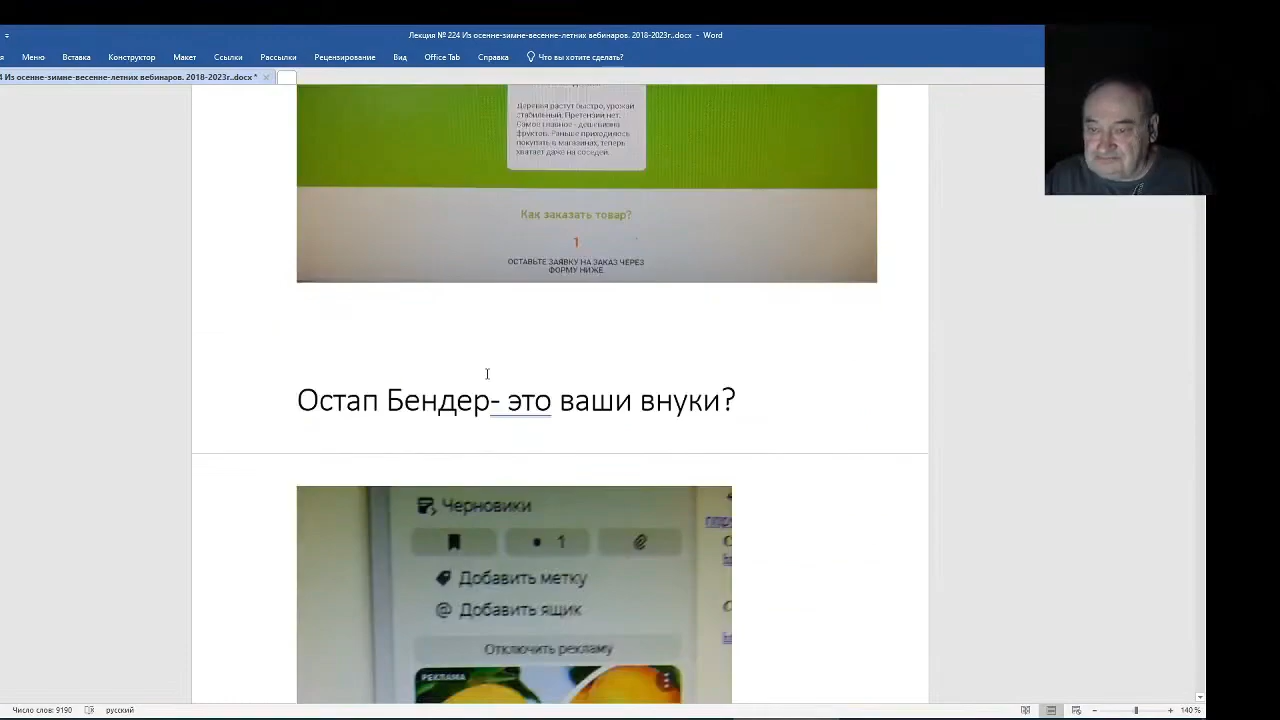 Лекция № 224 Из осенне-зимне-весенне-летних вебинаров. 2018-2023г..docx - Word
я Меню Вставка Конструктор Макет Ссылки Рассылки Рецензирование Вид Office Tab Справка Что вы хотите сделать?
4 Из осенне-зимне-весенне-летних вебинаров. 2018-2023г..docx *
Деревья растут быстро, урожай
стабильный. Претензий нет.
Самое главное - дешевизна
фруктов. Раньше приходилось
покупать в магазинах, теперь
хватает даже на соседей.
Как заказать товар?
1
ОСТАВЬТЕ ЗАЯВКУ НА ЗАКАЗ ЧЕРЕЗ
ФОРМУ НИЖЕ
Остап Бендер- это ваши внуки?
Черновики
1
Добавить метку
@ Добавить ящик
Отключить рекламу
РЕКЛАМА
Число слов: 9190 русский 140 %